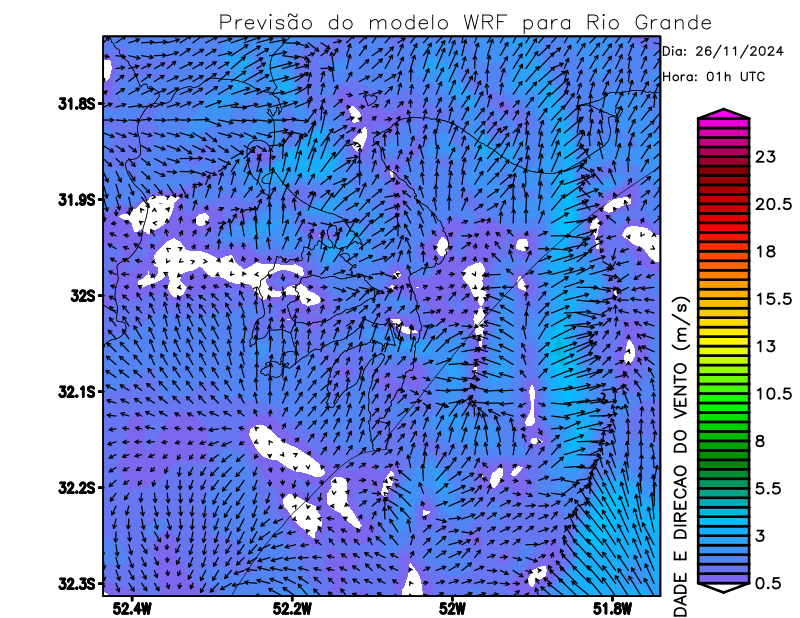 Previsão do modelo WRF para Rio Grande
Dia: 26/11/2024
Hora: 01h UTC
31.8S
31.9S
32S
32.1S
32.2S
32.3S
52.4W
52.2W
52W
51.8W
23
20.5
18
15.5
13
10.5
8
5.5
3
0.5
DADE E DIRECAO DO VENTO (m/s)